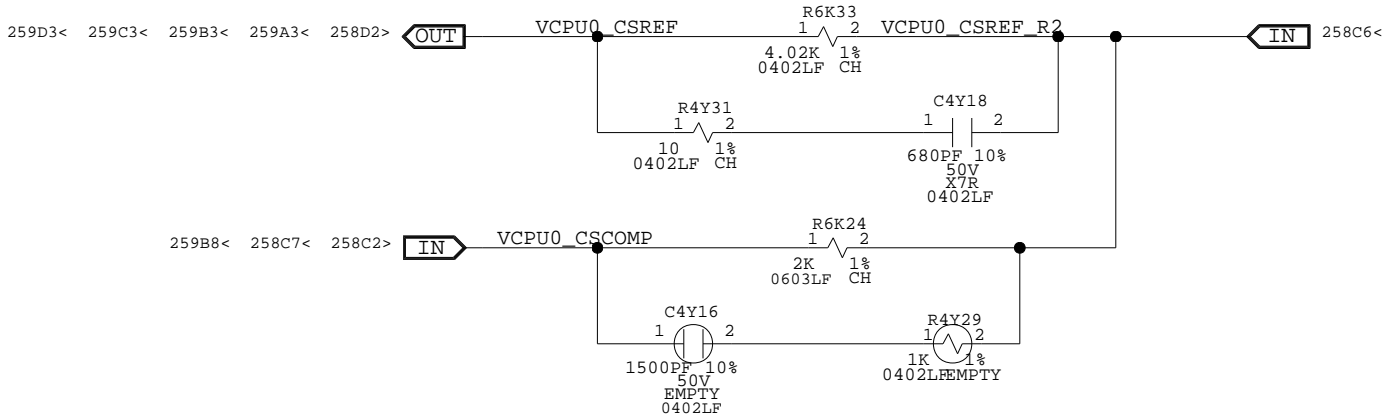 R6K33
259D3< 259C3< 259B3< 259A3< 258D2> OUT VCPU0_CSREF 1 2 VCPU0_CSREF_R2 IN 258C6<
4.02K 1%
0402LF CH
R4Y31 C4Y18
1 2 1 2
10 1% 680PF 10%
0402LF CH 50V
X7R
0402LF
R6K24
259B8< 258C7< 258C2> IN VCPU0_CSCOMP 1 2
2K 1%
0603LF CH
C4Y16 R4Y29
1 2 1 2
1500PF 10% 1K 1%
50V 0402LF EMPTY
EMPTY
0402LF